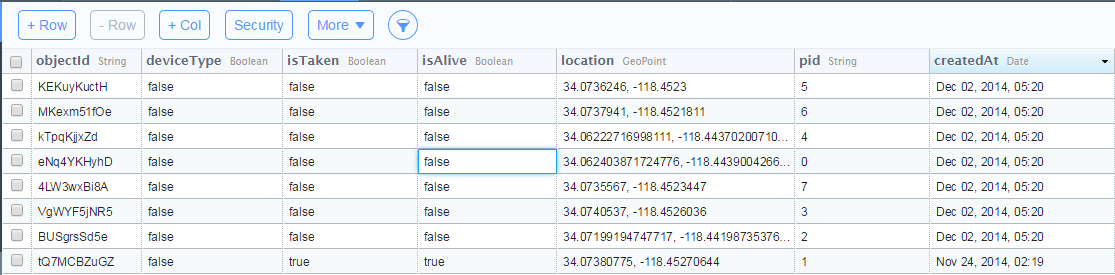 + Row - Row + Col Security More
objectId String deviceType Boolean isTaken Boolean isAlive Boolean location GeoPoint pid String createdAt Date
KEKuyKuctH false false false 34.0736246, -118.4523 5 Dec 02, 2014, 05:20
MKexm51fOe false false false 34.0737941, -118.4521811 6 Dec 02, 2014, 05:20
kTpqKjjxZd false false false 34.06222716998111, -118.44370200710... 4 Dec 02, 2014, 05:20
eNq4YKHyhD false false false 34.062403871724776, -118.4439004266... 0 Dec 02, 2014, 05:20
4LW3wxBi8A false false false 34.0735567, -118.4523447 7 Dec 02, 2014, 05:20
VgWYF5jNR5 false false false 34.0740537, -118.4526036 3 Dec 02, 2014, 05:20
BUSgrsSd5e false false false 34.07199194747717, -118.44198735376... 2 Dec 02, 2014, 05:20
tQ7MCBZuGZ false true true 34.07380775, -118.45270644 1 Nov 24, 2014, 02:19